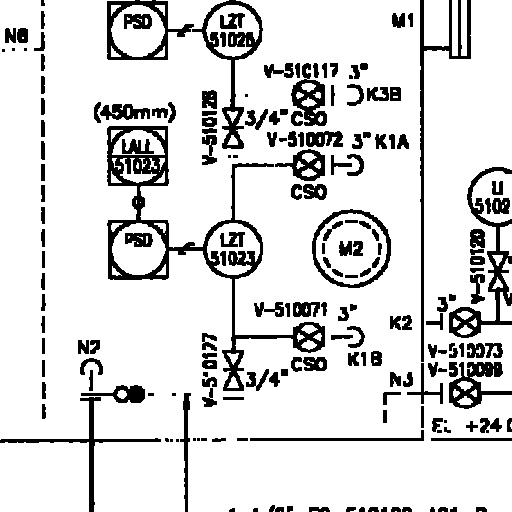 PSD
LZT
51026
M1
N6
V-510117 3"
K3B
(450mm)
V-510126
3/4" CSO
V-510072 3" K1A
LALL
51023
CSO
LI
PSD
LZT
51023
M2
V-510120
V-510071 3"
K2
3"
CSO
K1B
N7
V-510127
3/4"
V-510073
V-510099
N3
EL +24